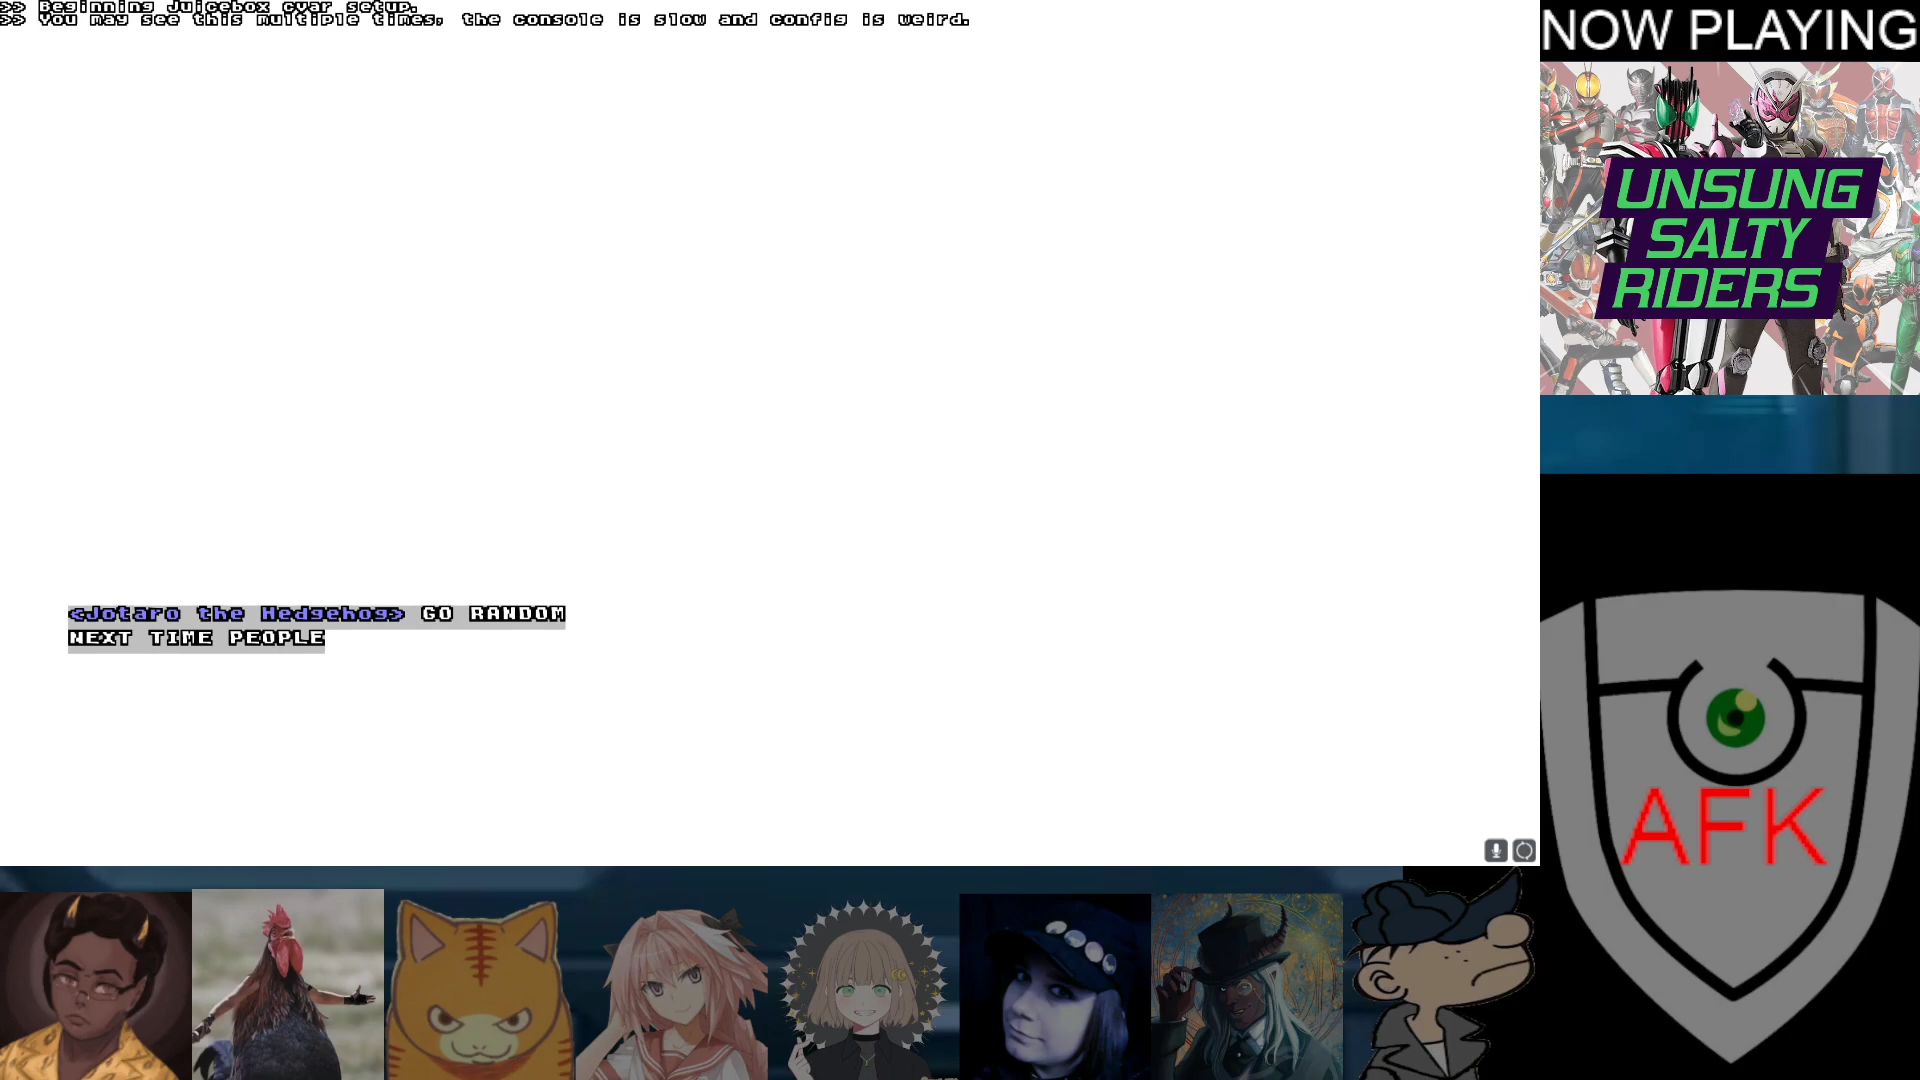 >> Beginning Juicebox cvar setup.
>> You may see this multiple times, the console is slow and config is weird.
NOW PLAYING
UNSUNG
SALTY
RIDERS
<Jotaro the Hedgehog> GO RANDOM
NEXT TIME PEOPLE
AFK